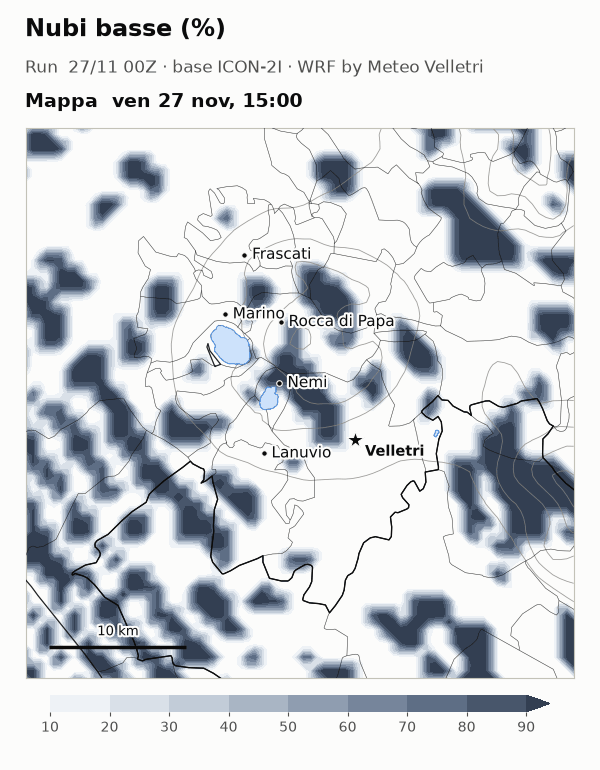 Nubi basse (%)
Run  27/11 00Z · base ICON-2I · WRF by Meteo Velletri
Mappa  ven 27 nov, 15:00
Frascati
Marino
Rocca di Papa
Nemi
Velletri
Lanuvio
10 km
10 20 30 40 50 60 70 80 90